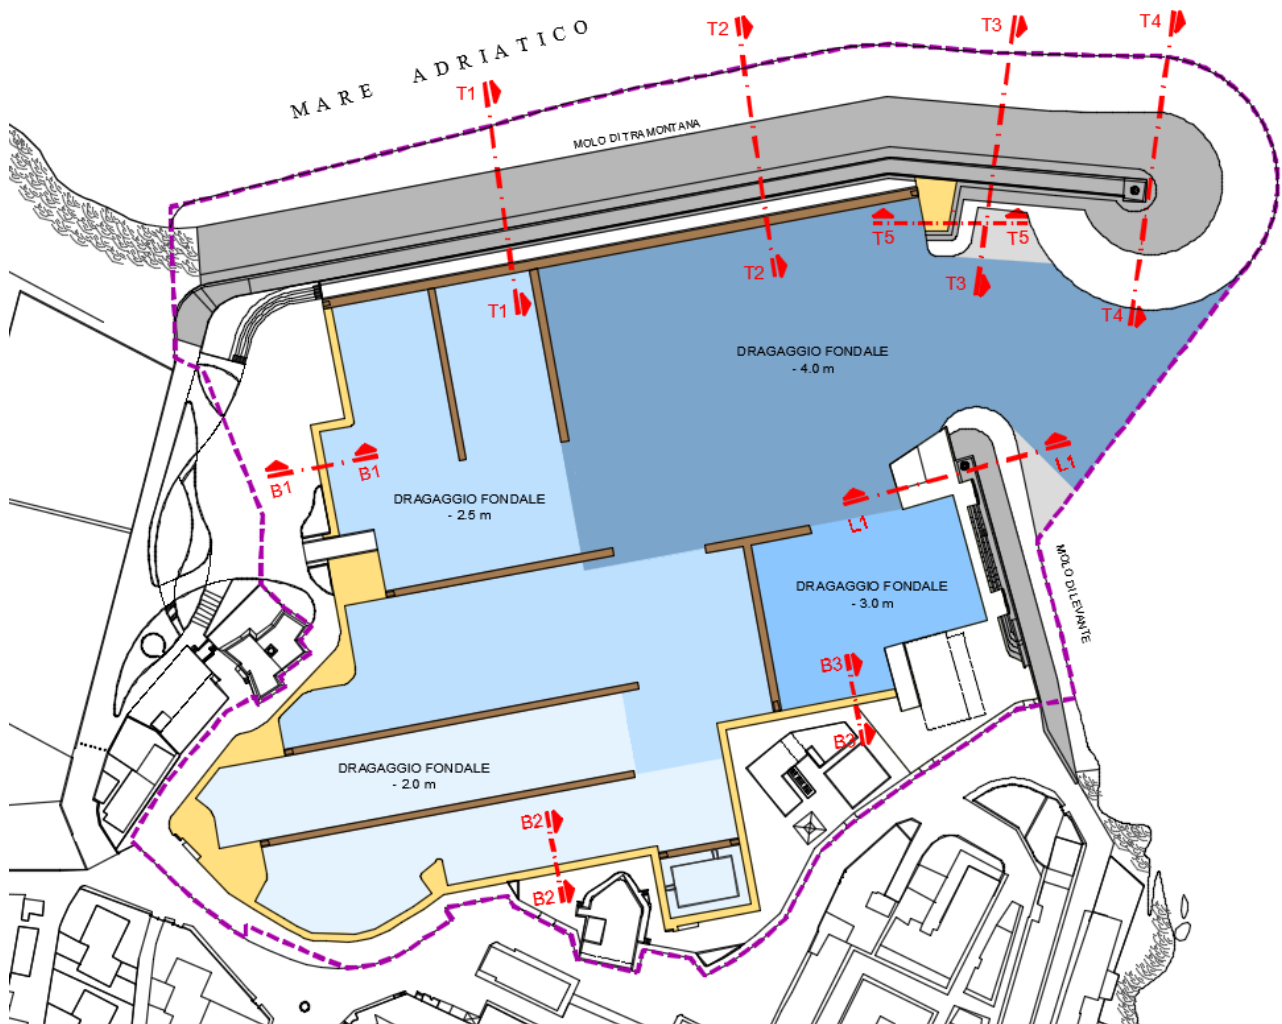 MARE ADRIATICO
T1
T2
T3
T4
MOLO DI TRAMONTANA
T5
T5
T2
T3
T1
T4
DRAGAGGIO FONDALE
- 4.0 m
B1
B1
L1
L1
DRAGAGGIO FONDALE
- 2.5 m
MOLO DI LEVANTE
DRAGAGGIO FONDALE
- 3.0 m
B3
B3
DRAGAGGIO FONDALE
- 2.0 m
B2
B2